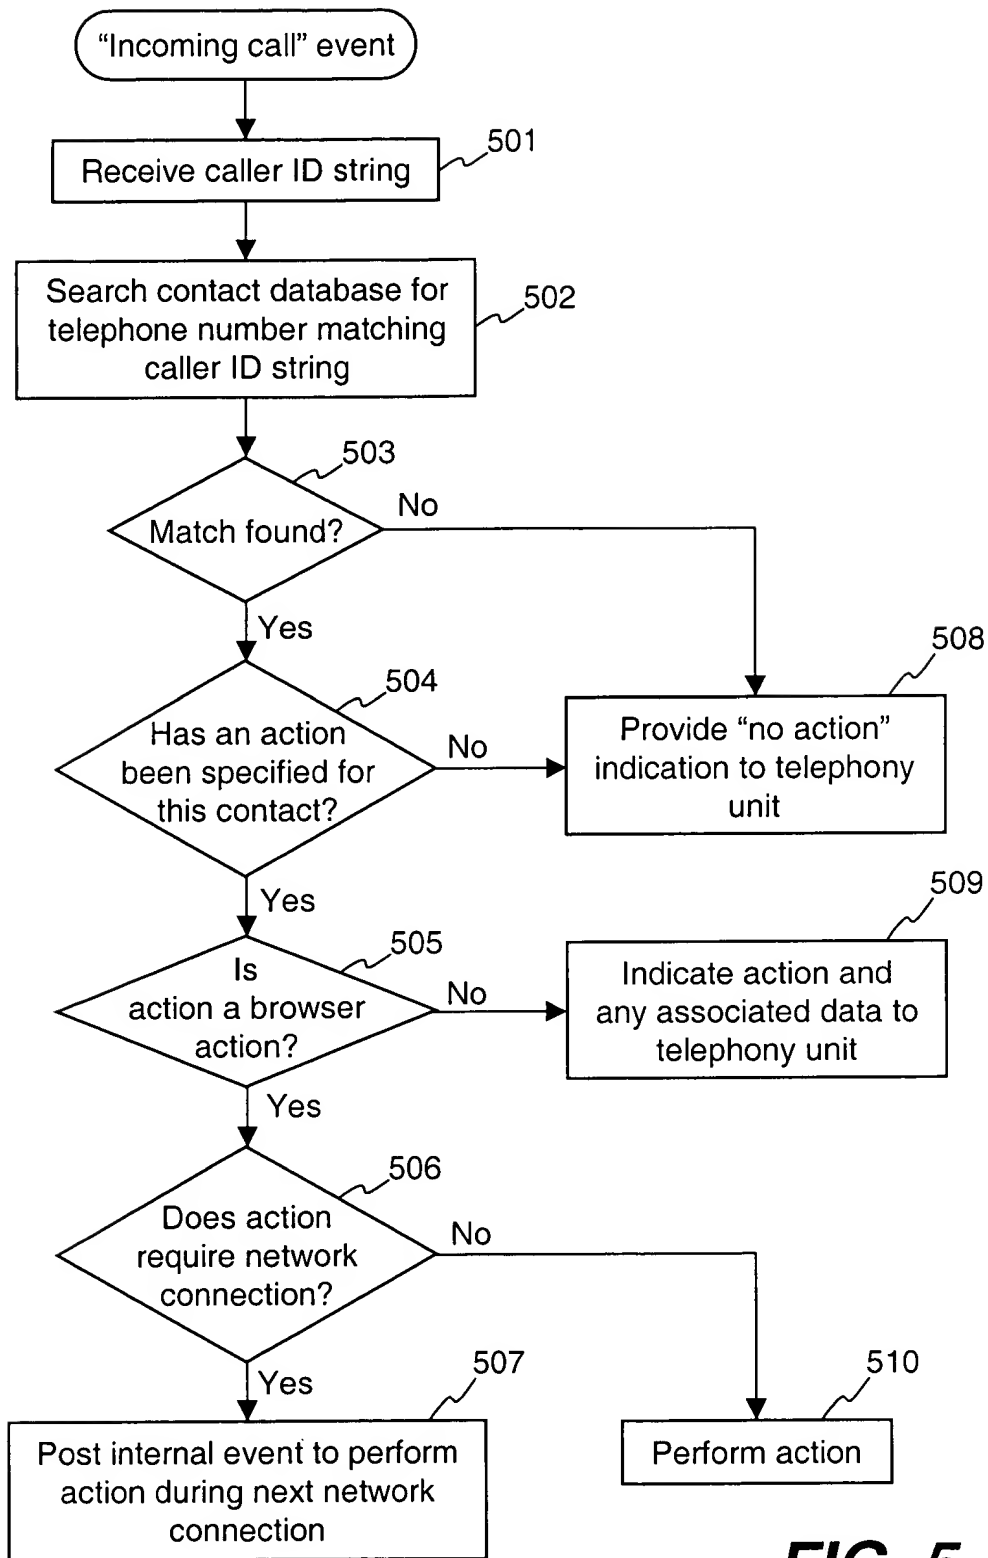 “Incoming call” event
501
Receive caller ID string
502
Search contact database for
telephone number matching
caller ID string
503
Match found?
No
Yes
504
Has an action
been specified for
this contact?
No
508
Provide “no action”
indication to telephony
unit
Yes
505
Is
action a browser
action?
No
509
Indicate action and
any associated data to
telephony unit
Yes
506
Does action
require network
connection?
No
Yes
507
Post internal event to perform
action during next network
connection
510
Perform action
FIG. 5